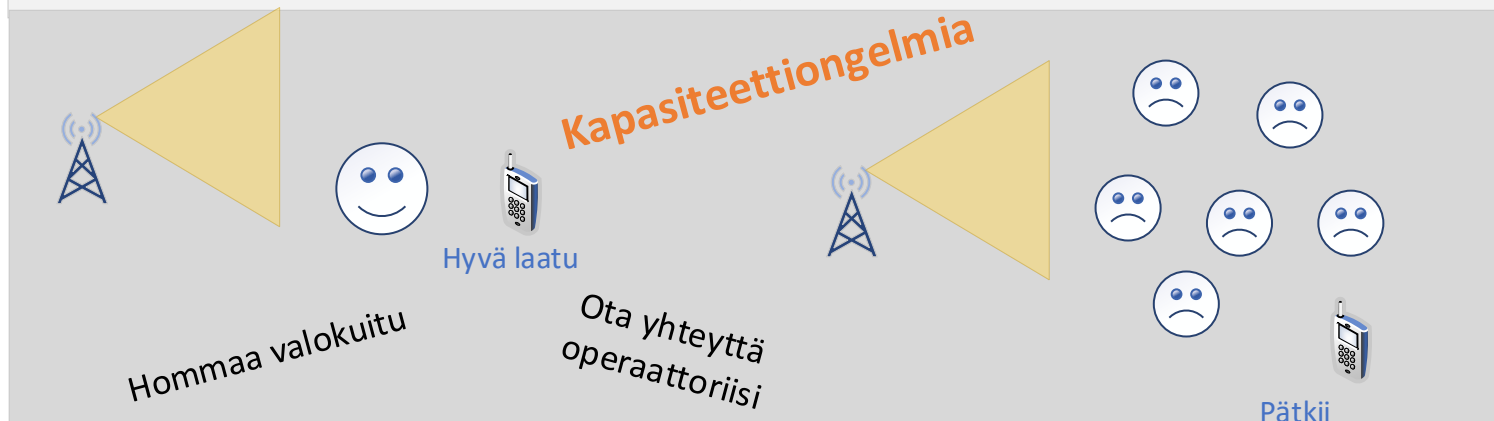 Kapasiteettiongelmia
Hyvä laatu
Hommaa valokuitu
Ota yhteyttä
operaattoriisi
Pätkii